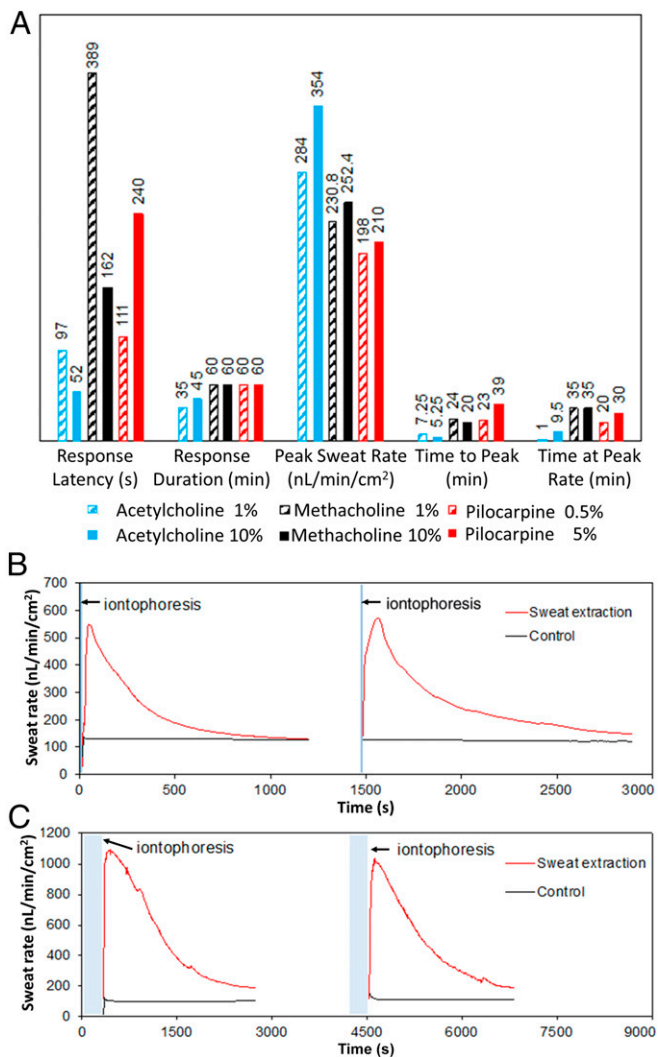 A
97
52
389
162
111
240
35
45
60
60
60
60
284
354
230.8
252.4
198
210
7.25
5.25
24
20
23
39
1
9.5
35
35
20
30
Response Latency (s)
Response Duration (min)
Peak Sweat Rate (nL/min/cm²)
Time to Peak (min)
Time at Peak Rate (min)
Acetylcholine 1% Methacholine 1% Pilocarpine 0.5%
Acetylcholine 10% Methacholine 10% Pilocarpine 5%
B
Sweat rate (nL/min/cm²)
700
600
500
400
300
200
100
0
iontophoresis
iontophoresis
Sweat extraction
Control
0 500 1000 1500 2000 2500 3000
Time (s)
C
Sweat rate (nL/min/cm²)
1200
1000
800
600
400
200
0
iontophoresis
iontophoresis
Sweat extraction
Control
0 1500 3000 4500 6000 7500 9000
Time (s)